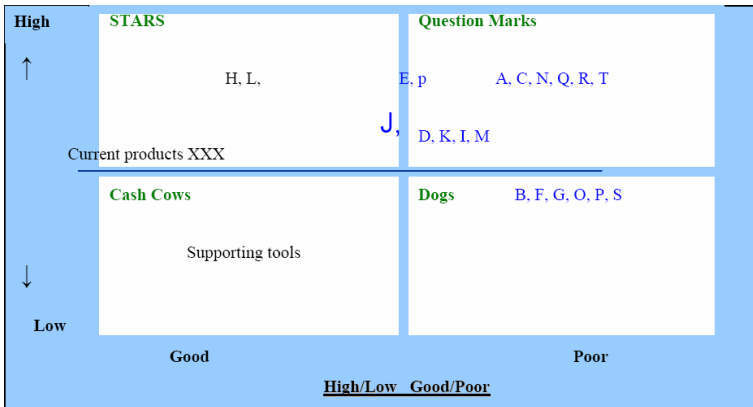 High STARS Question Marks
H, L, E, p A, C, N, Q, R, T
J, D, K, I, M
Current products XXX
Cash Cows Dogs B, F, G, O, P, S
Supporting tools
Low
Good Poor
High/Low Good/Poor